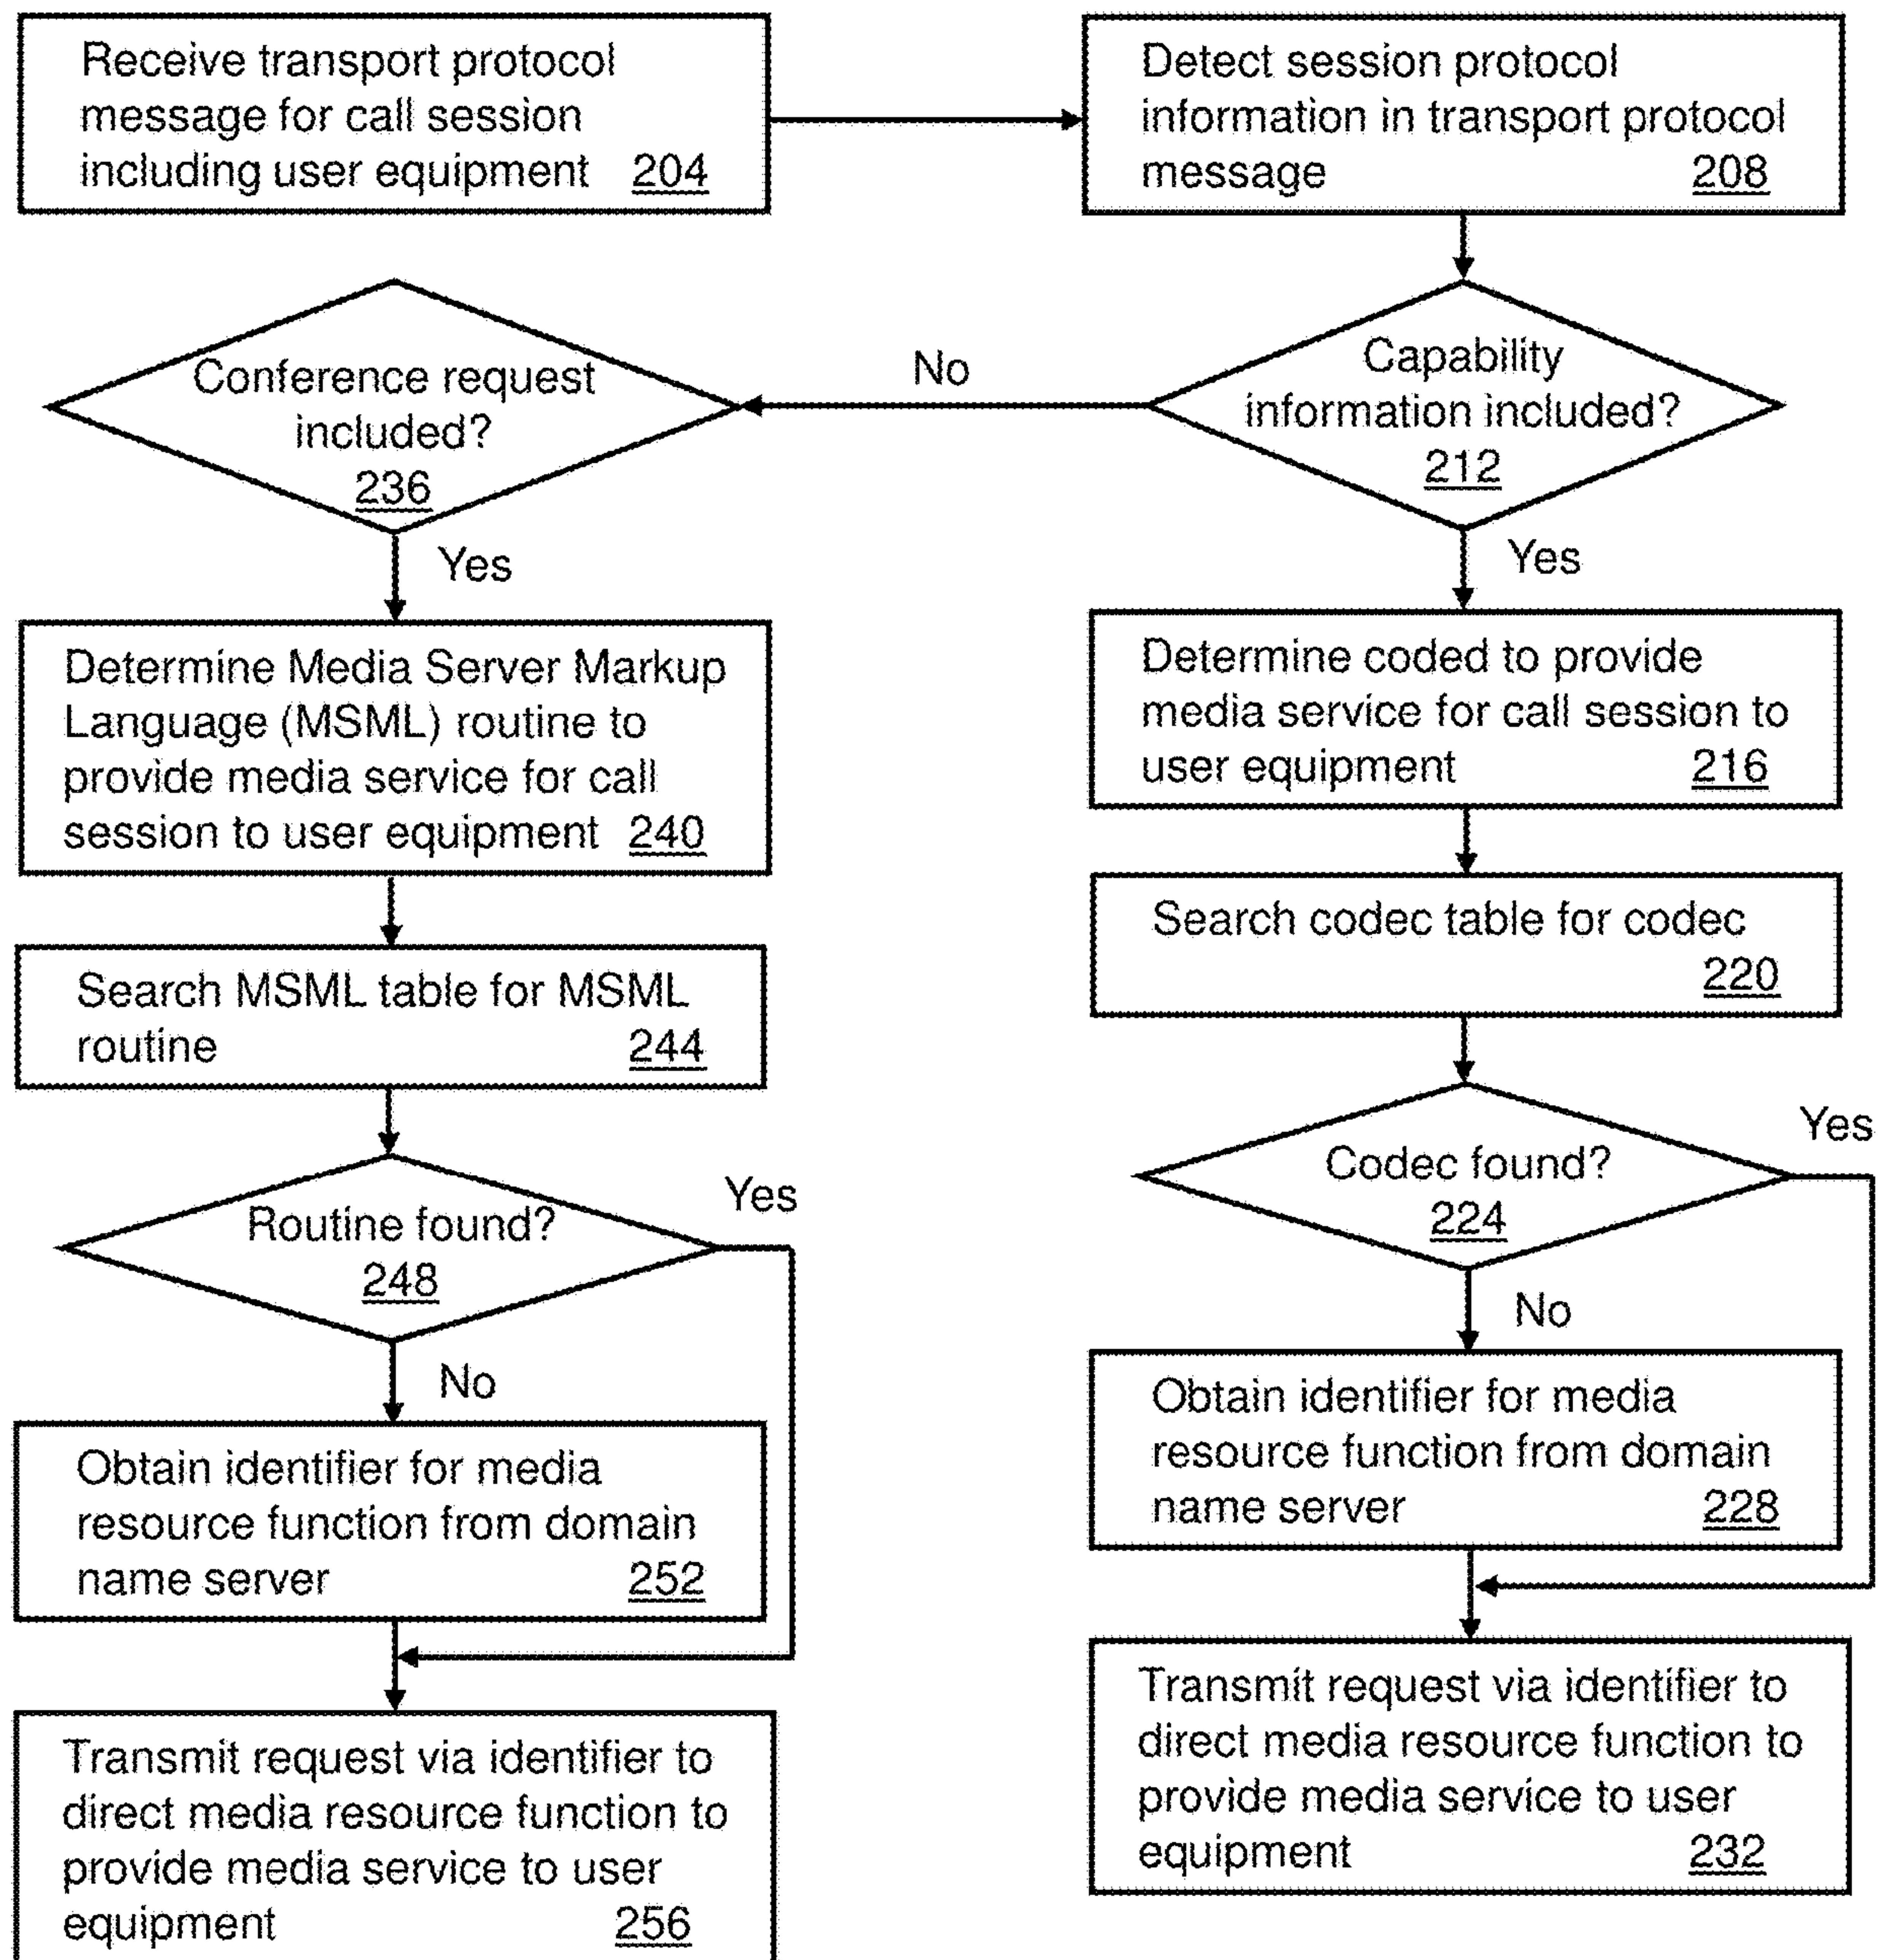 Receive transport protocol
message for call session
including user equipment 204
Detect session protocol
information in transport protocol
message 208
Capability
information included?
212
No
Conference request
included?
236
Yes
Yes
Determine Media Server Markup
Language (MSML) routine to
provide media service for call
session to user equipment 240
Determine coded to provide
media service for call session to
user equipment 216
Search codec table for codec
220
Search MSML table for MSML
routine 244
Codec found?
224
Yes
No
Routine found?
248
Yes
No
Obtain identifier for media
resource function from domain
name server 228
Obtain identifier for media
resource function from domain
name server 252
Transmit request via identifier to
direct media resource function to
provide media service to user
equipment 232
Transmit request via identifier to
direct media resource function to
provide media service to user
equipment 256